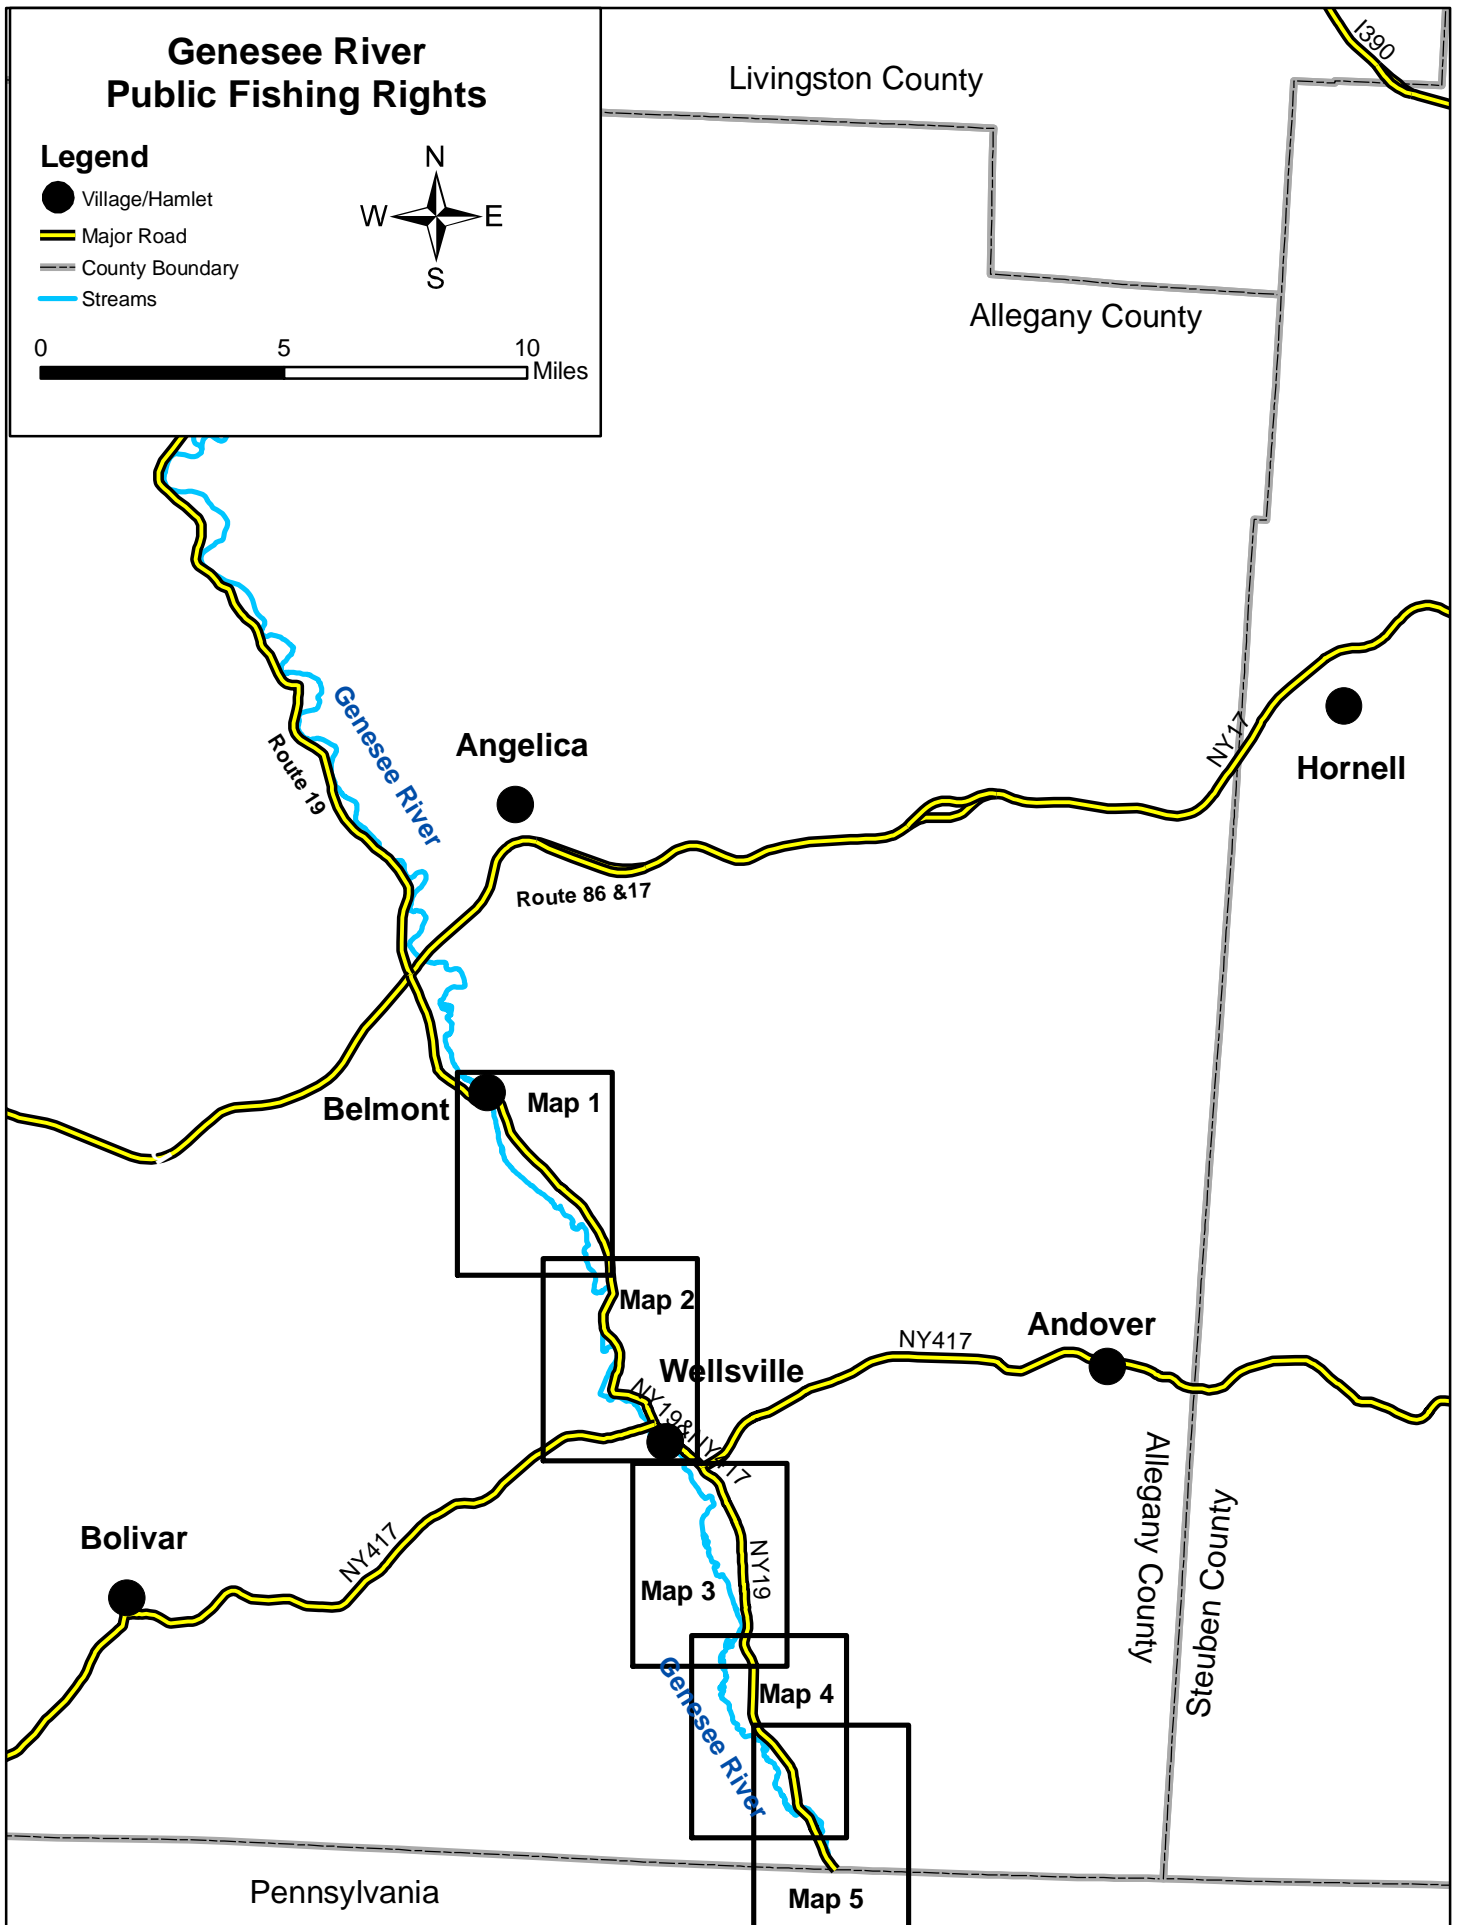 Genesee River
Public Fishing Rights
Legend
Village/Hamlet
Major Road
County Boundary
Streams
N
W E
S
0 5 10
Miles
I390
Livingston County
Allegany County
Genesee River
Route 19
Angelica
NY17
Hornell
Route 86 &17
Belmont
Map 1
Map 2
Andover
NY417
Wellsville
NY19&NY417
Allegany County
Steuben County
Bolivar
NY417
NY19
Map 3
Genesee River
Map 4
Pennsylvania
Map 5